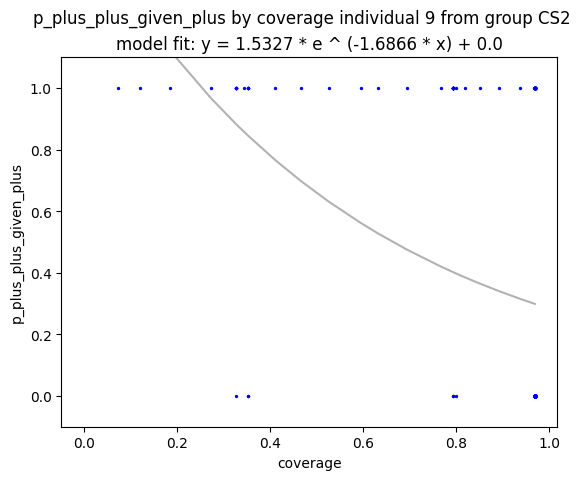 p_plus_plus_given_plus by coverage individual 9 from group CS2
model fit: y = 1.5327 * e ^ (-1.6866 * x) + 0.0
1.0
0.8
0.6
0.4
0.2
0.0
p_plus_plus_given_plus
0.0 0.2 0.4 0.6 0.8 1.0
coverage